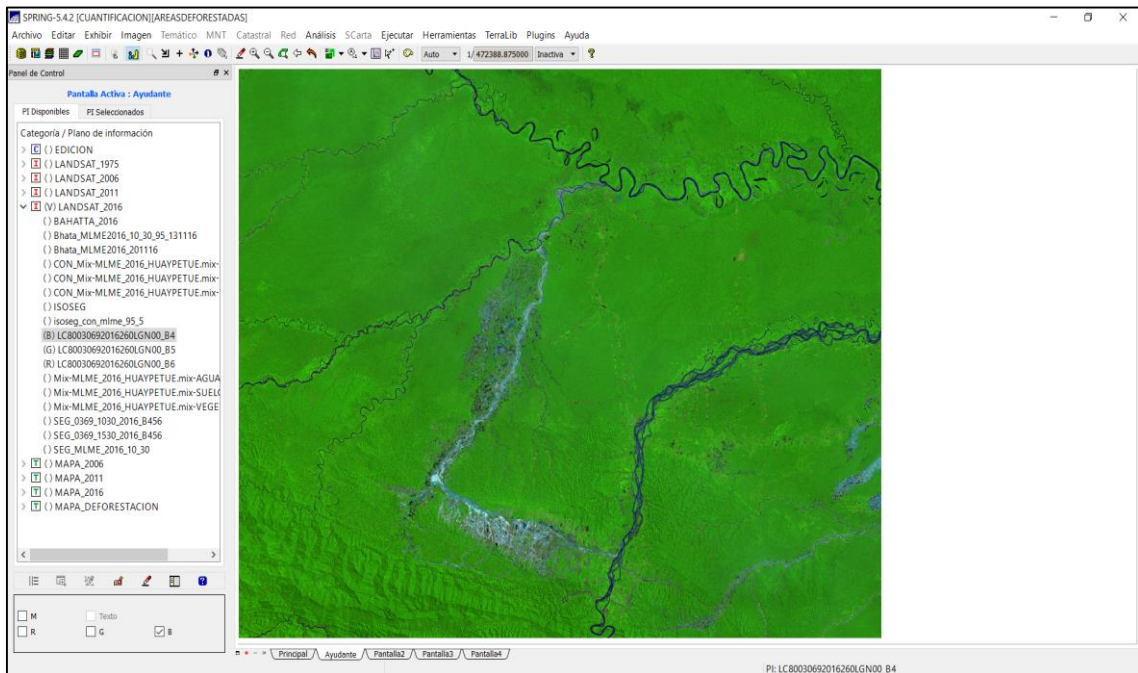 SPRING-5.4.2 [CUANTIFICACION][AREASDEFORESTADAS]
Archivo Editar Exhibir Imagen Temático MNT Catastral Red Análisis SCarta Ejecutar Herramientas TerraLib Plugins Ayuda
Auto 1/ 472388.875000 Inactiva
Panel de Control
Pantalla Activa : Ayudante
PI Disponibles PI Seleccionados
Categoría / Plano de información
C () EDICION
I () LANDSAT_1975
I () LANDSAT_2006
I () LANDSAT_2011
I (V) LANDSAT_2016
() BAHATTA_2016
() Bhata_MLME2016_10_30_95_131116
() Bhata_MLME2016_201116
() CON_Mix-MLME_2016_HUAYPETUE.mix-
() CON_Mix-MLME_2016_HUAYPETUE.mix-
() CON_Mix-MLME_2016_HUAYPETUE.mix-
() ISOSEG
() isoseg_con_mlme_95_5
(B) LC80030692016260LGN00_B4
(G) LC80030692016260LGN00_B5
(R) LC80030692016260LGN00_B6
() Mix-MLME_2016_HUAYPETUE.mix-AGUA
() Mix-MLME_2016_HUAYPETUE.mix-SUEL
() Mix-MLME_2016_HUAYPETUE.mix-VEGE
() SEG_0369_1030_2016_B456
() SEG_0369_1530_2016_B456
() SEG_MLME_2016_10_30
T () MAPA_2006
T () MAPA_2011
T () MAPA_2016
T () MAPA_DEFORESTACION
M Texto
R G B
Principal Ayudante Pantalla2 Pantalla3 Pantalla4
PI: LC80030692016260LGN00_B4